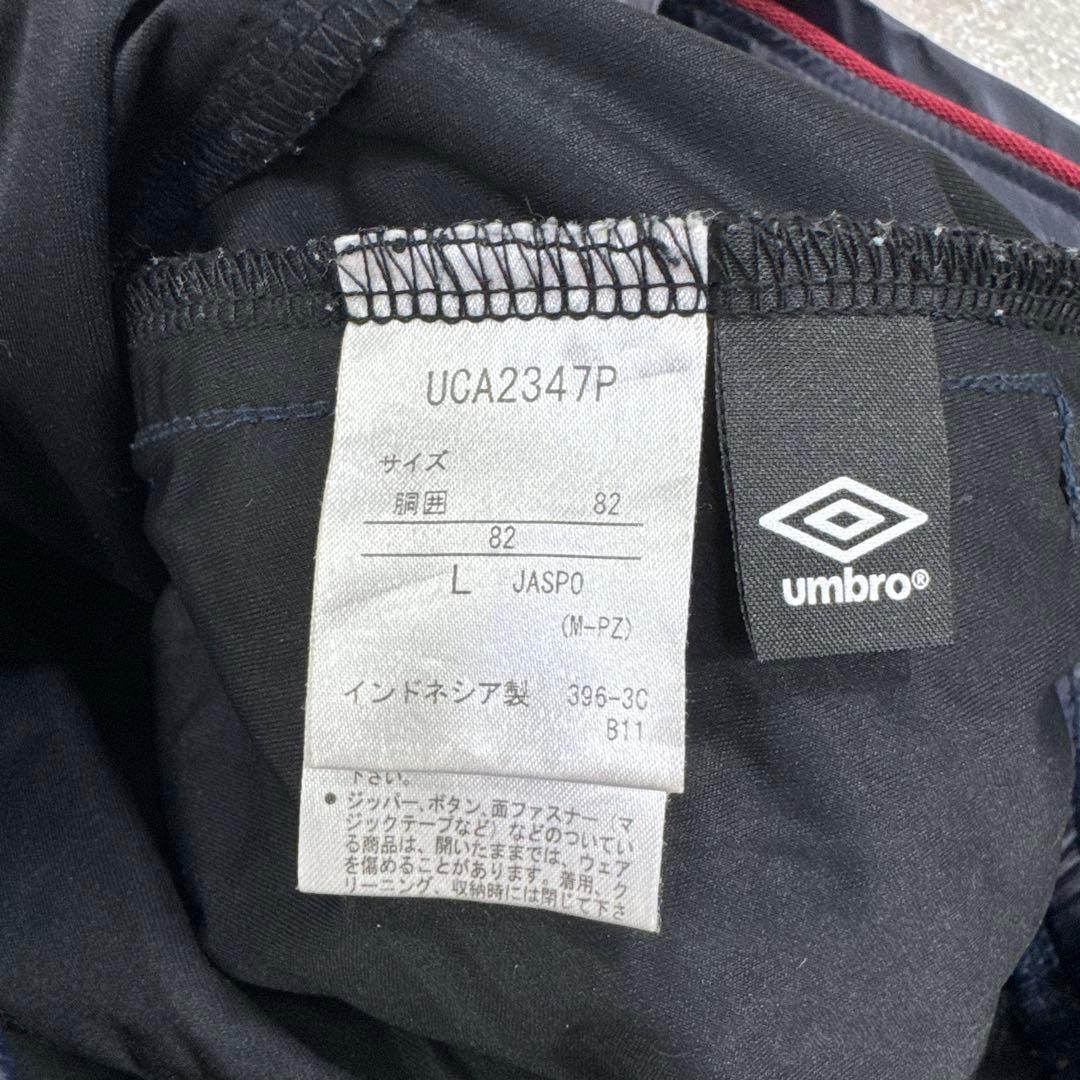 UCA2347P
サイズ
胴囲 82
82
L JASPO
(M-PZ)
インドネシア製 396-3C
B11
下さい。
• ジッパー、ボタン、面ファスナー（マ
ジックテープなど）などのついてい
る商品は、開いたままでは、ウェア
を傷めることがあります。着用、ク
リーニング、収納時には閉じて下さ
umbro®